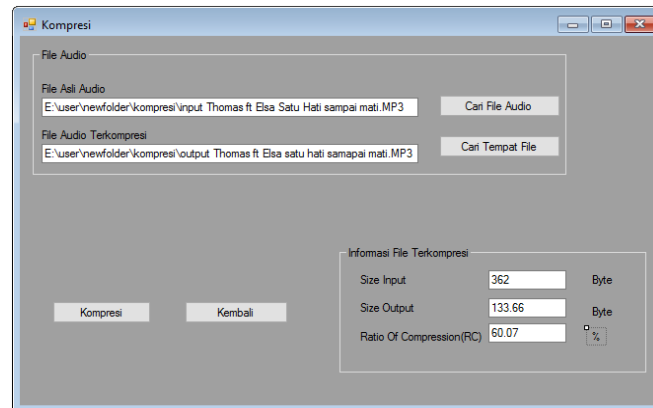 Kompresi
File Audio
File Asli Audio
E:\user\newfolder\kompresi\input Thomas ft Elsa Satu Hati sampai mati.MP3
Cari File Audio
File Audio Terkompresi
E:\user\newfolder\kompresi\output Thomas ft Elsa satu hati samapai mati.MP3
Cari Tempat File
Informasi File Terkompresi
Size Input 362 Byte
Size Output 133.66 Byte
Kompresi Kembali
Ratio Of Compression(RC) 60.07 %